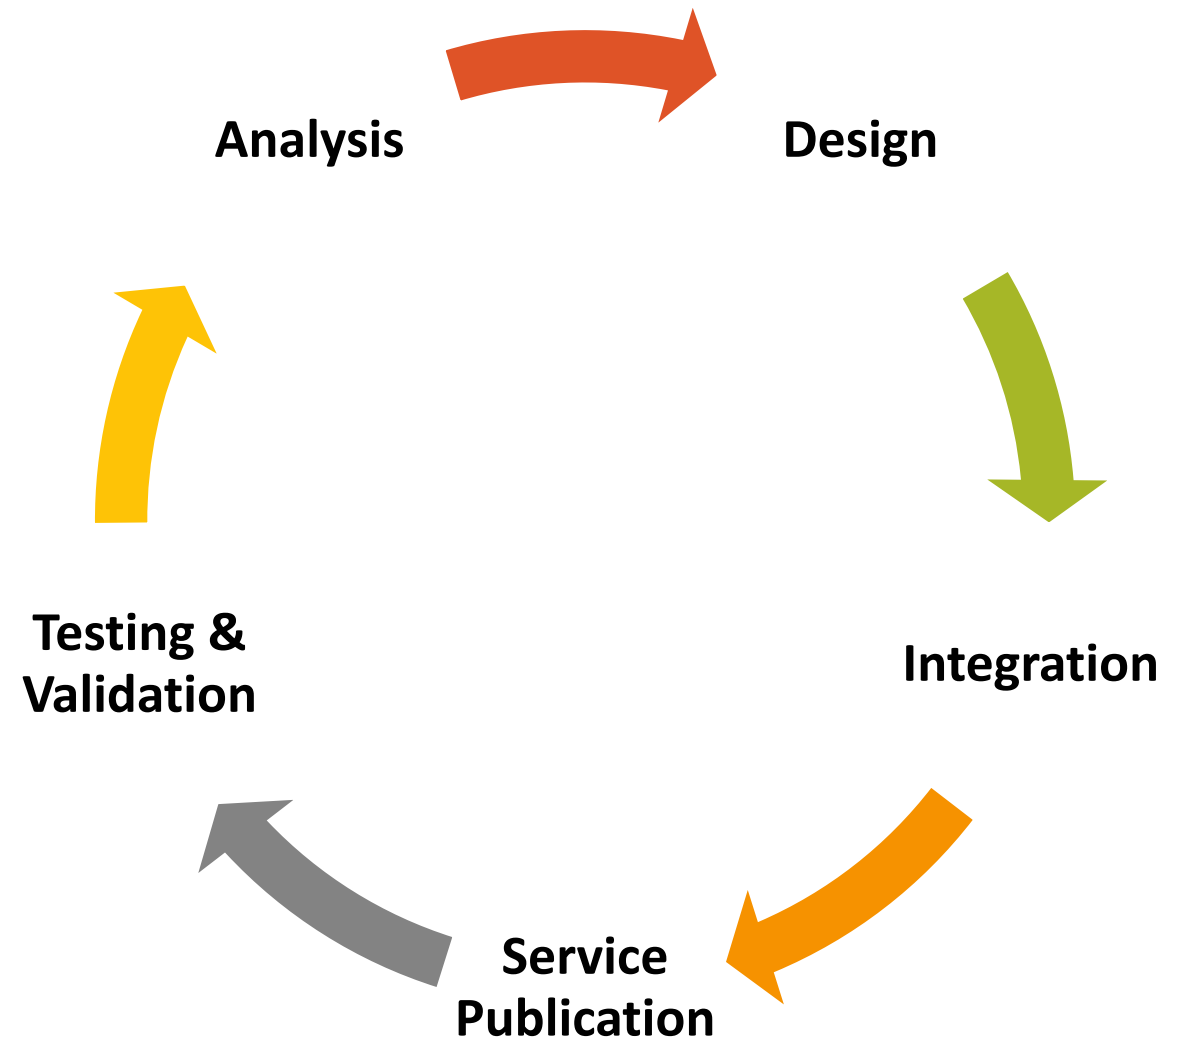 Analysis
Design
Integration
Service
Publication
Testing &
Validation